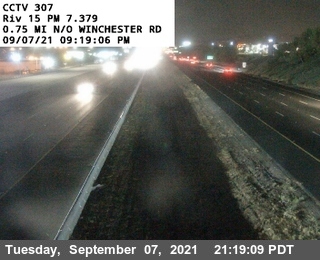 CCTV 307
Riv 15 PM 7.379
0.75 MI N/O WINCHESTER RD
09/07/21 09:19:06 PM
Tuesday, September 07, 2021 21:19:09 PDT